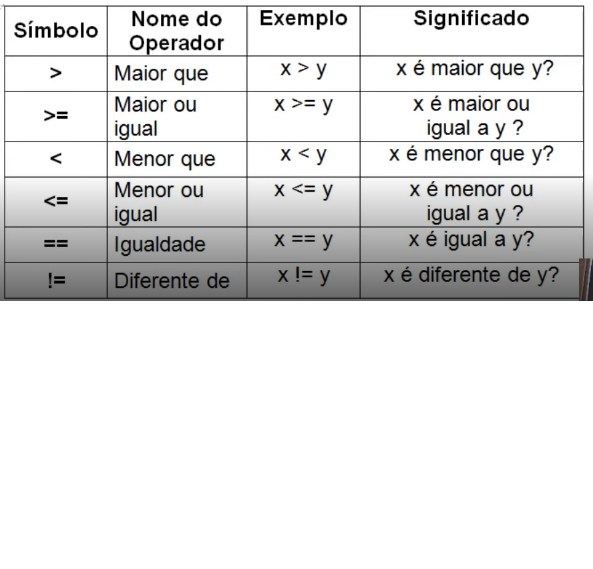 Símbolo Nome do Operador Exemplo Significado
> Maior que x > y x é maior que y?
>= Maior ou igual x >= y x é maior ou igual a y ?
< Menor que x < y x é menor que y?
<= Menor ou igual x <= y x é menor ou igual a y ?
== Igualdade x == y x é igual a y?
!= Diferente de x != y x é diferente de y?